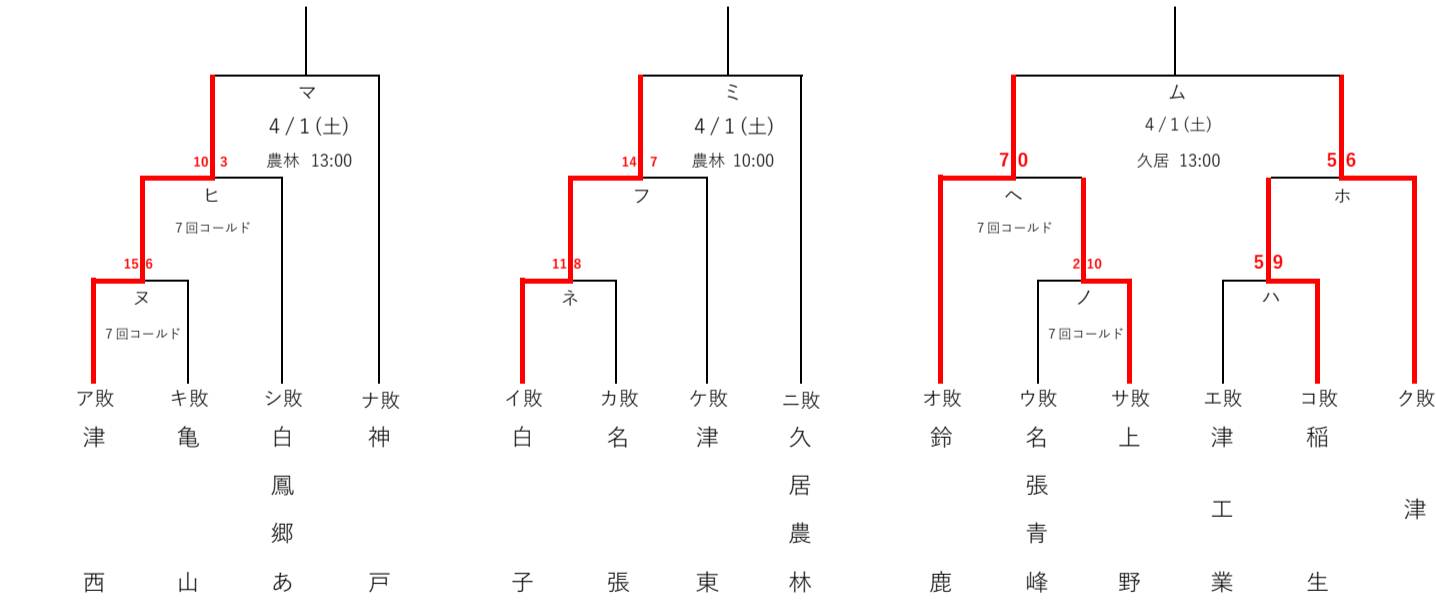 マ ミ ム
4 / 1 (土) 4 / 1 (土) 4 / 1 (土)
10 3 農林 13:00 14 7 農林 10:00 7 0 久居 13:00 5 6
ヒ フ ヘ ホ
７回コールド ７回コールド
15 6 11 8 2 10 5 9
ヌ ネ ノ ハ
７回コールド ７回コールド
ア敗 キ敗 シ敗 ナ敗 イ敗 カ敗 ケ敗 ニ敗 オ敗 ウ敗 サ敗 エ敗 コ敗 ク敗
津西
亀山
白鳳郷あ
神戸
白子
名張
津東
久居農林
鈴鹿
名張青峰
上野
津工業
稲生
津